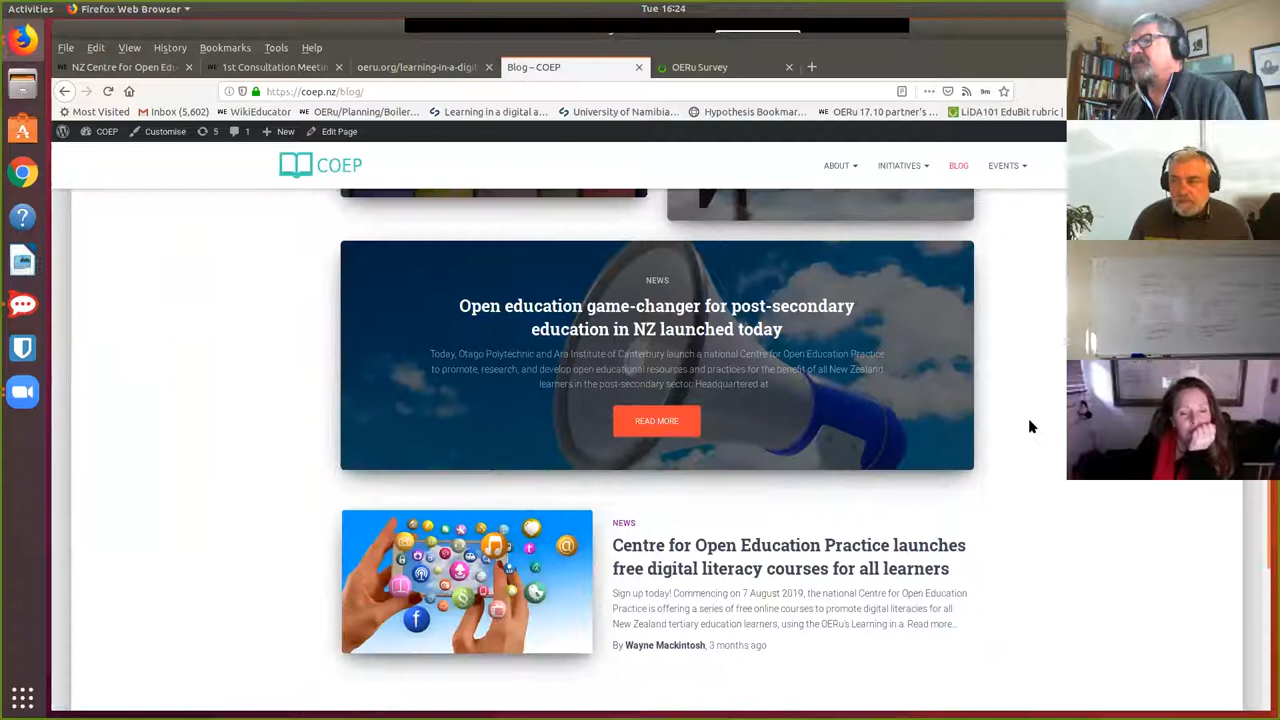 Activities
Firefox Web Browser
Tue 16:24
File Edit View History Bookmarks Tools Help
NZ Centre for Open Edu
1st Consultation Meetin
oeru.org/learning-in-a-digit
Blog – COEP
OERu Survey
https://coep.nz/blog/
9m
Most Visited
Inbox (5,602)
WikiEducator
OERu/Planning/Boiler…
Learning in a digital a…
University of Namibia…
Hypothesis Bookmar…
OERu 17.10 partner's …
LiDA101 EduBit rubric
COEP
Customise
5
1
New
Edit Page
COEP
ABOUT
INITIATIVES
BLOG
EVENTS
NEWS
Open education game-changer for post-secondary
education in NZ launched today
Today, Otago Polytechnic and Ara Institute of Canterbury launch a national Centre for Open Education Practice
to promote, research, and develop open educational resources and practices for the benefit of all New Zealand
learners in the post-secondary sector. Headquartered at
READ MORE
NEWS
Centre for Open Education Practice launches
free digital literacy courses for all learners
Sign up today! Commencing on 7 August 2019, the national Centre for Open Education
Practice is offering a series of free online courses to promote digital literacies for all
New Zealand tertiary education learners, using the OERu's Learning in a Read more…
By Wayne Mackintosh, 3 months ago